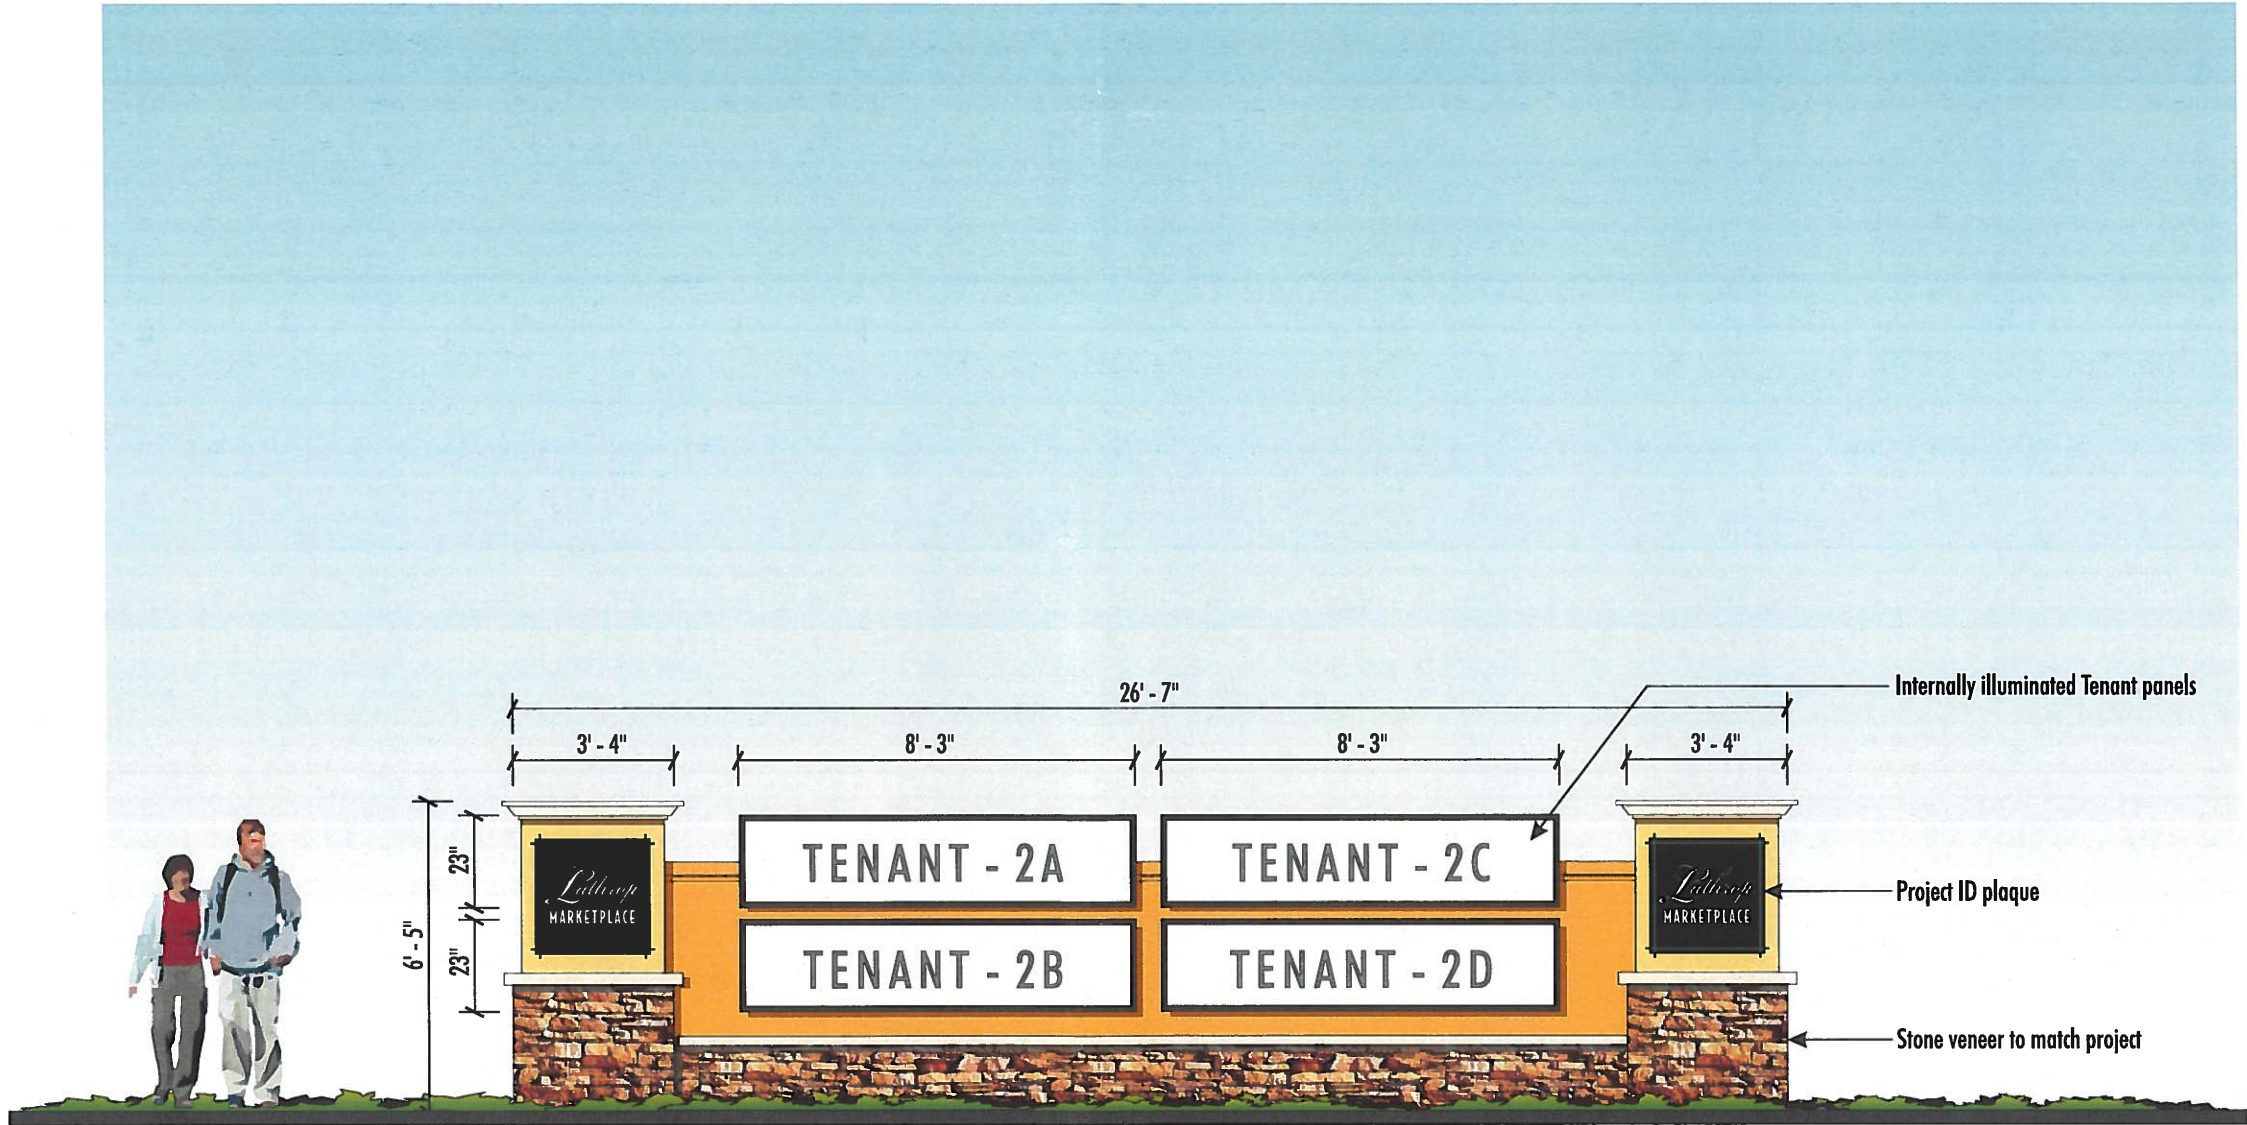 26' - 7"
Internally illuminated Tenant panels
3' - 4"
8' - 3"
8' - 3"
3' - 4"
6' - 5"
23"
23"
Lathrop
MARKETPLACE
TENANT - 2A
TENANT - 2C
TENANT - 2B
TENANT - 2D
Lathrop
MARKETPLACE
Project ID plaque
Stone veneer to match project